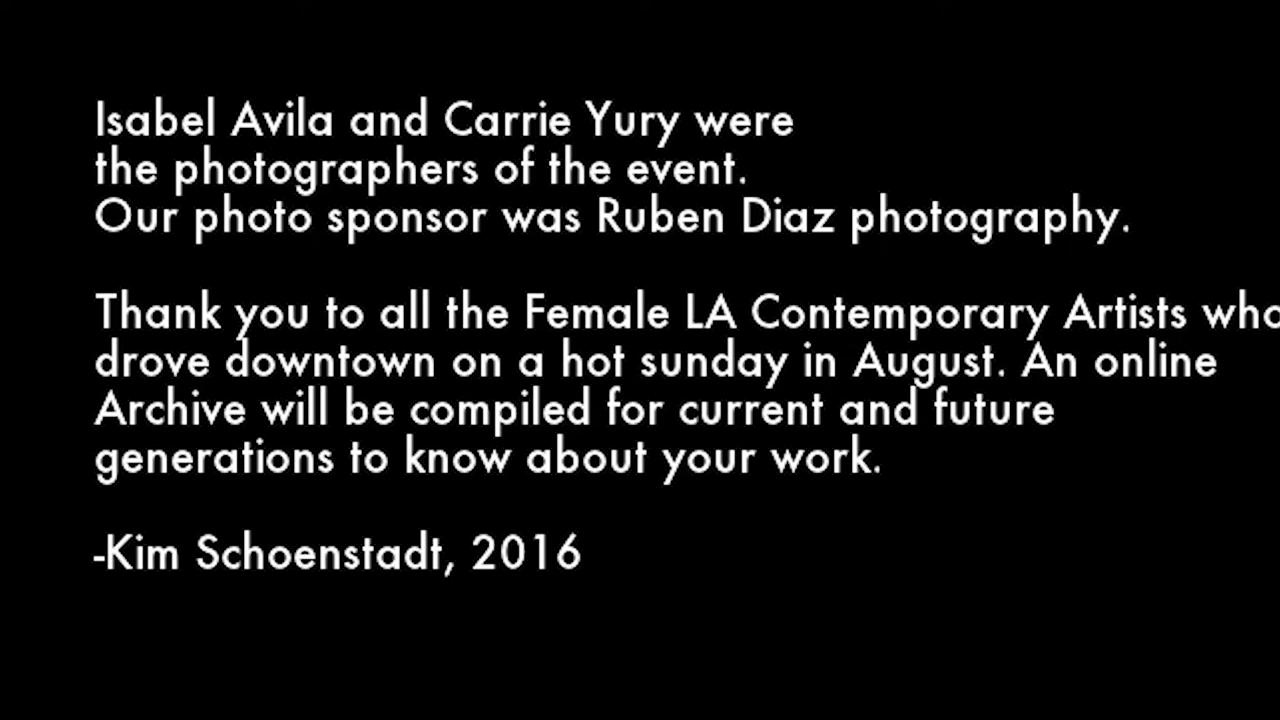 Isabel Avila and Carrie Yury were
the photographers of the event.
Our photo sponsor was Ruben Diaz photography.
Thank you to all the Female LA Contemporary Artists who
drove downtown on a hot sunday in August. An online
Archive will be compiled for current and future
generations to know about your work.
-Kim Schoenstadt, 2016